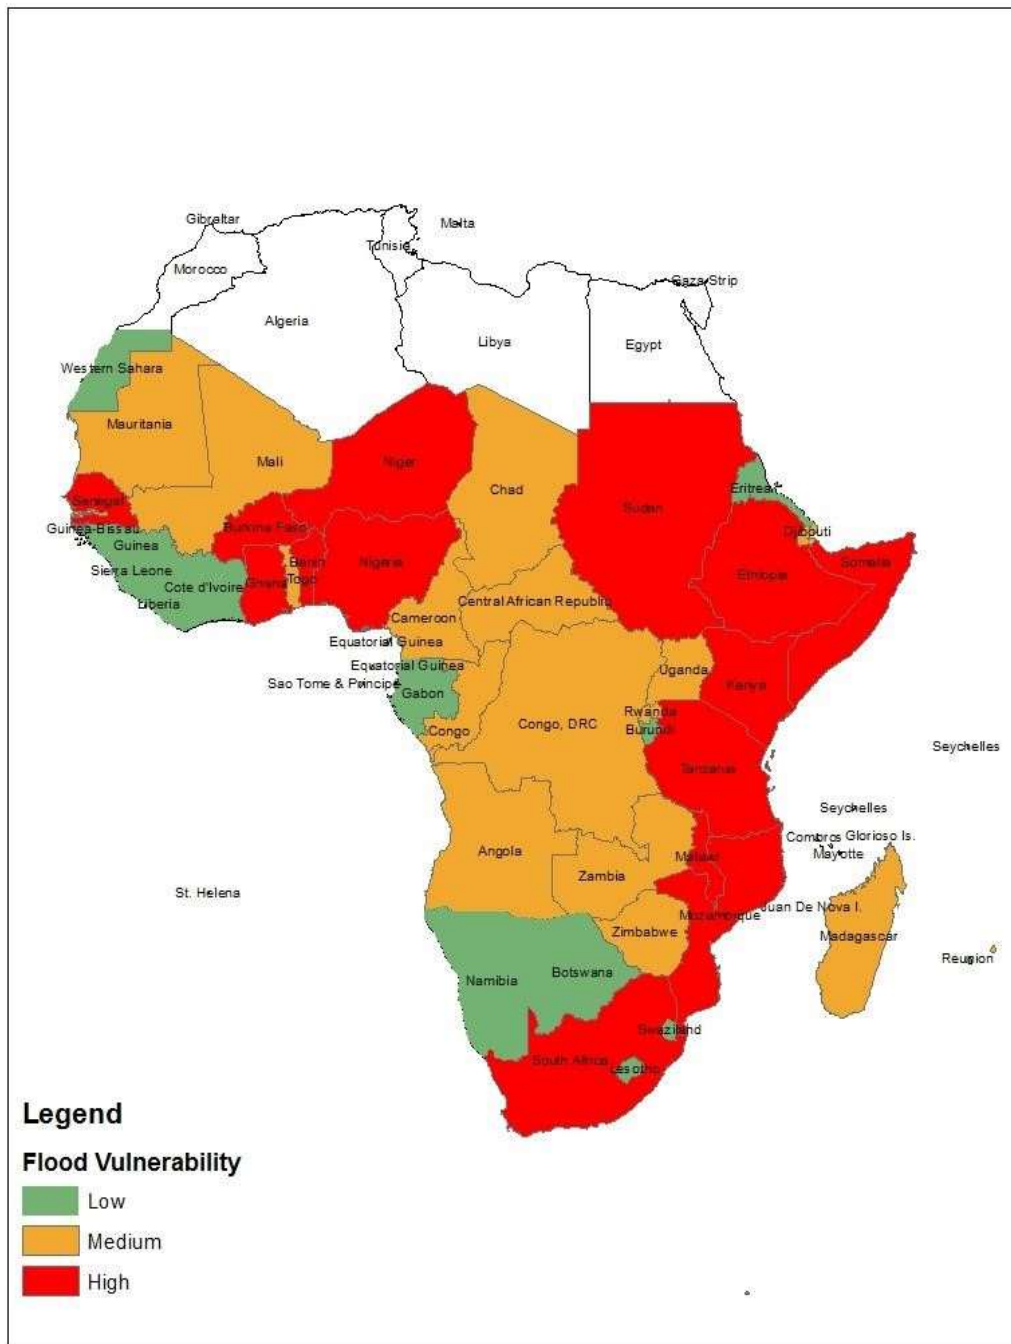 Gibraltar
Malta
Tunisia
Morocco
Gaza Strip
Algeria
Libya
Egypt
Western Sahara
Mauritania
Mali
Niger
Chad
Eritrea
Senegal
Sudan
Burkina Faso
Guinea-Bissau
Djibouti
Guinea
Benin
Nigeria
Somalia
Sierra Leone
Ethiopia
Cote d'Ivoire
Ghana
Togo
Liberia
Central African Republic
Cameroon
Equatorial Guinea
Equatorial Guinea
Uganda
Sao Tome & Principe
Kenya
Gabon
Rwanda
Congo
Congo, DRC
Burundi
Seychelles
Tanzania
Seychelles
Comoros
Glorioso Is.
Angola
Malawi
Mayotte
Zambia
St. Helena
Juan De Nova I.
Mozambique
Zimbabwe
Madagascar
Reunion
Botswana
Namibia
Swaziland
South Africa
Lesotho
Legend
Flood Vulnerability
Low
Medium
High